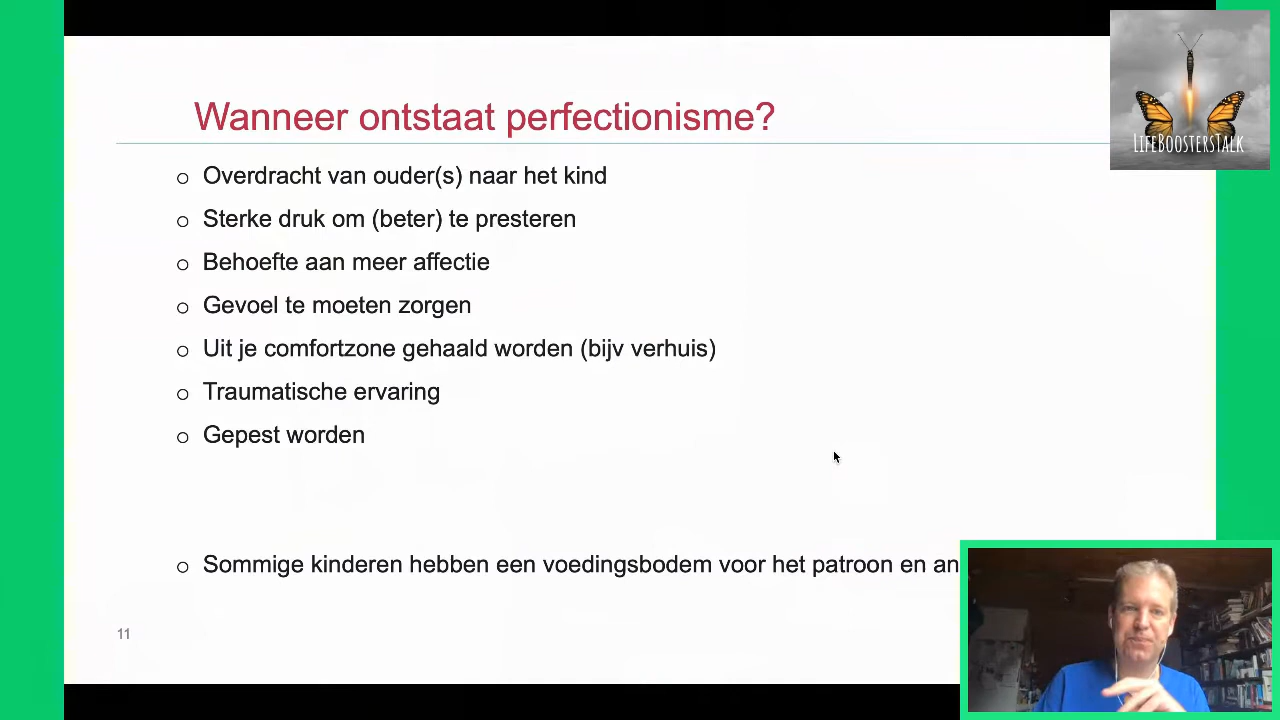 Wanneer ontstaat perfectionisme?
LIFEBOOSTERSTALK
o Overdracht van ouder(s) naar het kind
o Sterke druk om (beter) te presteren
o Behoefte aan meer affectie
o Gevoel te moeten zorgen
o Uit je comfortzone gehaald worden (bijv verhuis)
o Traumatische ervaring
o Gepest worden
o Sommige kinderen hebben een voedingsbodem voor het patroon en an
11